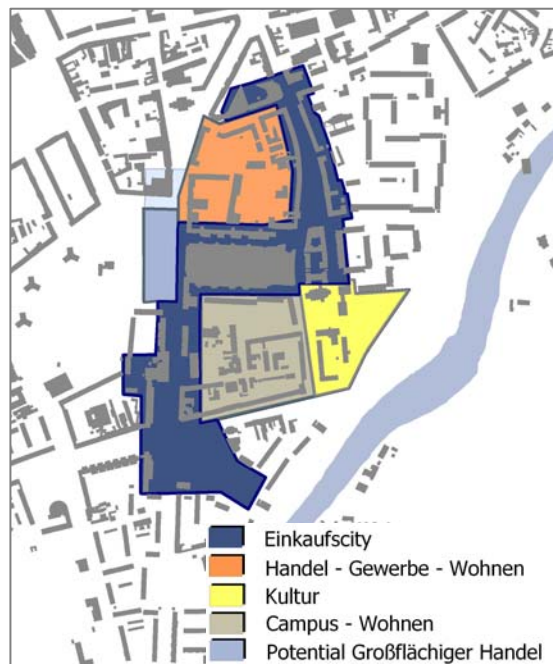 Einkaufscity
Handel - Gewerbe - Wohnen
Kultur
Campus - Wohnen
Potential Großflächiger Handel